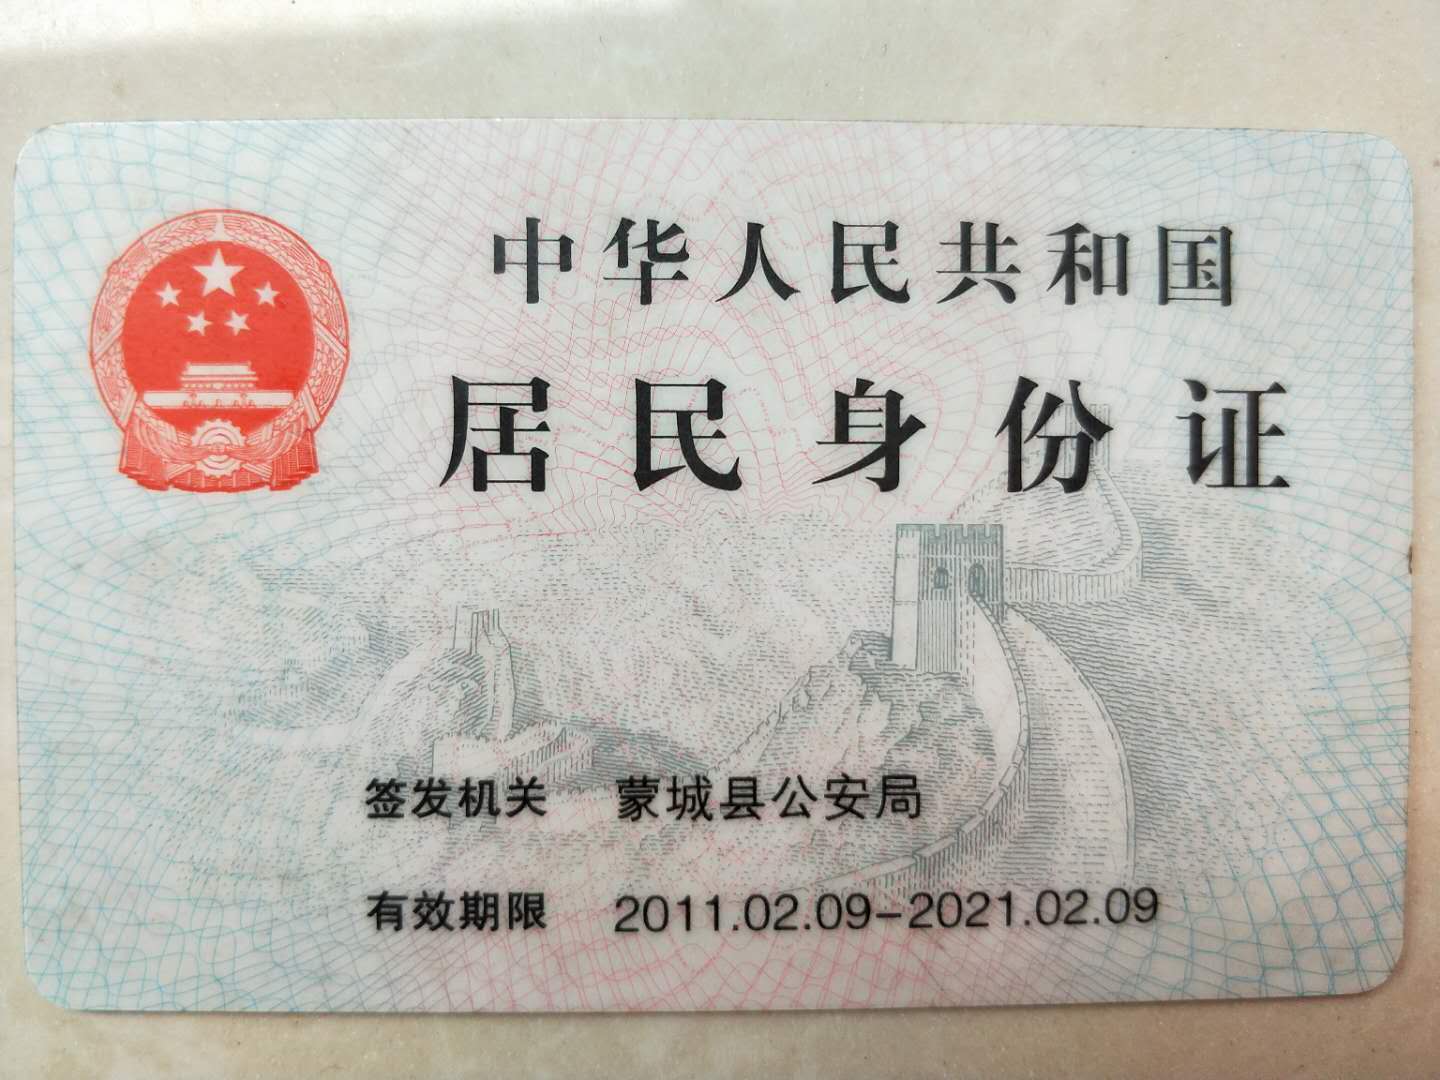 中华人民共和国
居民身份证
签发机关 蒙城县公安局
有效期限 2011.02.09-2021.02.09